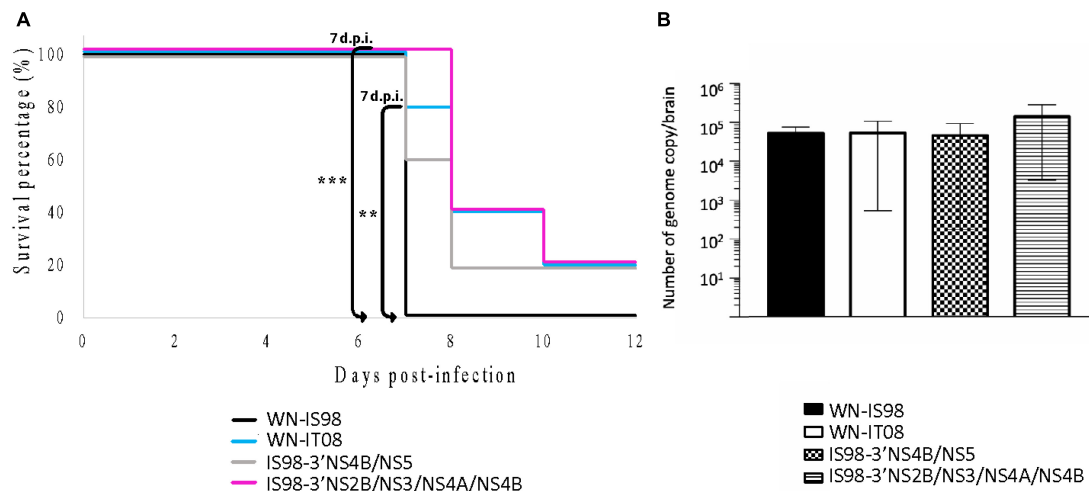 A
Survival percentage (%)
100
80
60
40
20
0
7 d.p.i.
7 d.p.i.
***
**
0 2 4 6 8 10 12
Days post-infection
WN-IS98
WN-IT08
IS98-3’NS4B/NS5
IS98-3’NS2B/NS3/NS4A/NS4B
B
Number of genome copy/brain
10⁶
10⁵
10⁴
10³
10²
10¹
WN-IS98
WN-IT08
IS98-3’NS4B/NS5
IS98-3’NS2B/NS3/NS4A/NS4B